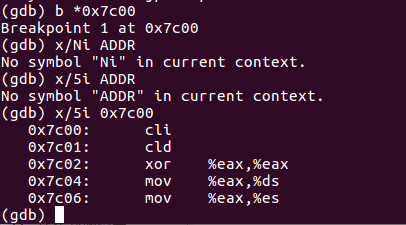 (gdb) b *0x7c00
Breakpoint 1 at 0x7c00
(gdb) x/Ni ADDR
No symbol "Ni" in current context.
(gdb) x/5i ADDR
No symbol "ADDR" in current context.
(gdb) x/5i 0x7c00
   0x7c00:      cli
   0x7c01:      cld
   0x7c02:      xor    %eax,%eax
   0x7c04:      mov    %eax,%ds
   0x7c06:      mov    %eax,%es
(gdb)